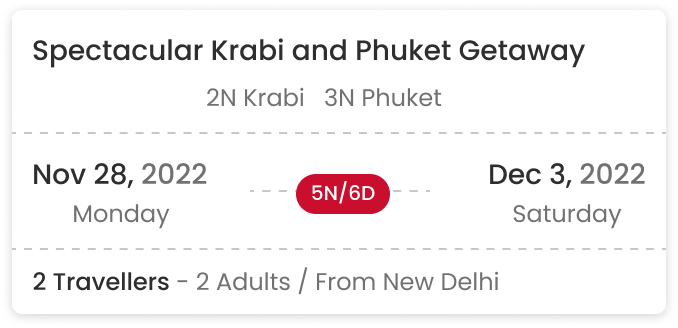 Spectacular Krabi and Phuket Getaway
2N Krabi 3N Phuket
Nov 28, 2022 5N/6D Dec 3, 2022
Monday Saturday
2 Travellers - 2 Adults / From New Delhi